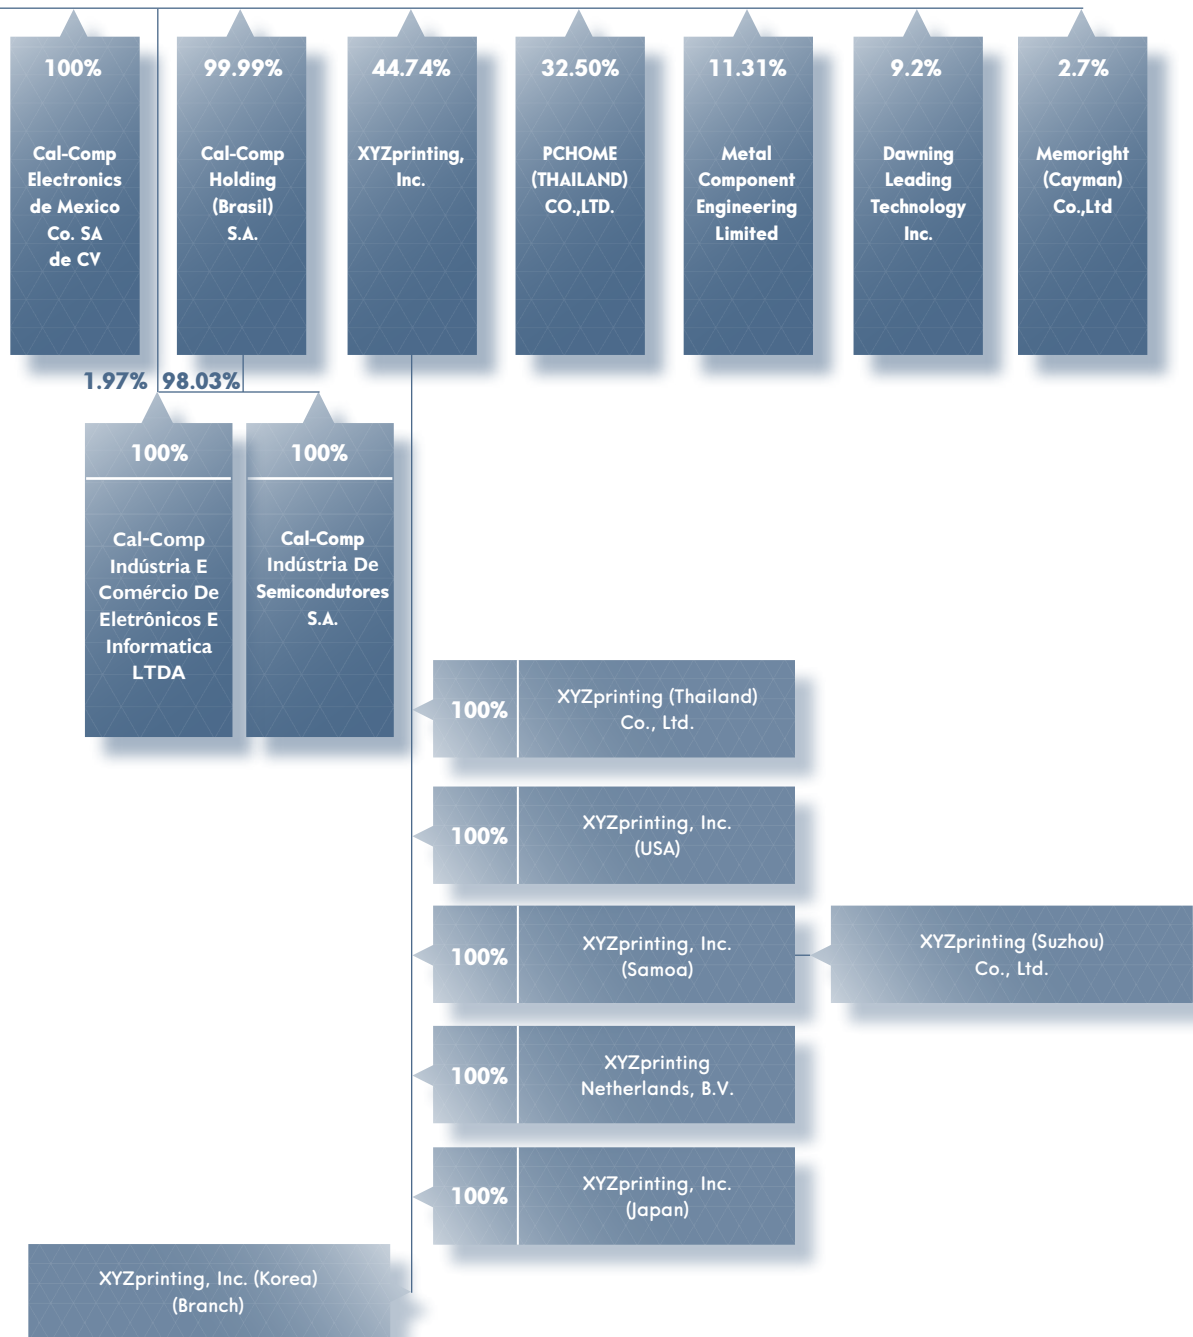 100%
Cal-Comp
Electronics
de Mexico
Co. SA
de CV
99.99%
Cal-Comp
Holding
(Brasil)
S.A.
44.74%
XYZprinting,
Inc.
32.50%
PCHOME
(THAILAND)
CO.,LTD.
11.31%
Metal
Component
Engineering
Limited
9.2%
Dawning
Leading
Technology
Inc.
2.7%
Memoright
(Cayman)
Co.,Ltd
1.97% 98.03%
100%
Cal-Comp
Indústria E
Comércio De
Eletrônicos E
Informatica
LTDA
100%
Cal-Comp
Indústria De
Semicondutores
S.A.
100%
XYZprinting (Thailand)
Co., Ltd.
100%
XYZprinting, Inc.
(USA)
100%
XYZprinting, Inc.
(Samoa)
XYZprinting (Suzhou)
Co., Ltd.
100%
XYZprinting
Netherlands, B.V.
100%
XYZprinting, Inc.
(Japan)
XYZprinting, Inc. (Korea)
(Branch)